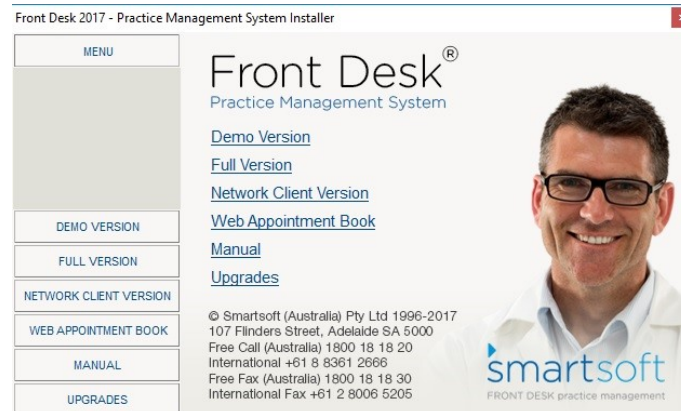 Front Desk 2017 - Practice Management System Installer
MENU
DEMO VERSION
FULL VERSION
NETWORK CLIENT VERSION
WEB APPOINTMENT BOOK
MANUAL
UPGRADES
Front Desk®
Practice Management System
Demo Version
Full Version
Network Client Version
Web Appointment Book
Manual
Upgrades
© Smartsoft (Australia) Pty Ltd 1996-2017
107 Flinders Street, Adelaide SA 5000
Free Call (Australia) 1800 18 18 20
International +61 8 8361 2666
Free Fax (Australia) 1800 18 18 30
International Fax +61 2 8006 5205
smartsoft
FRONT DESK practice management